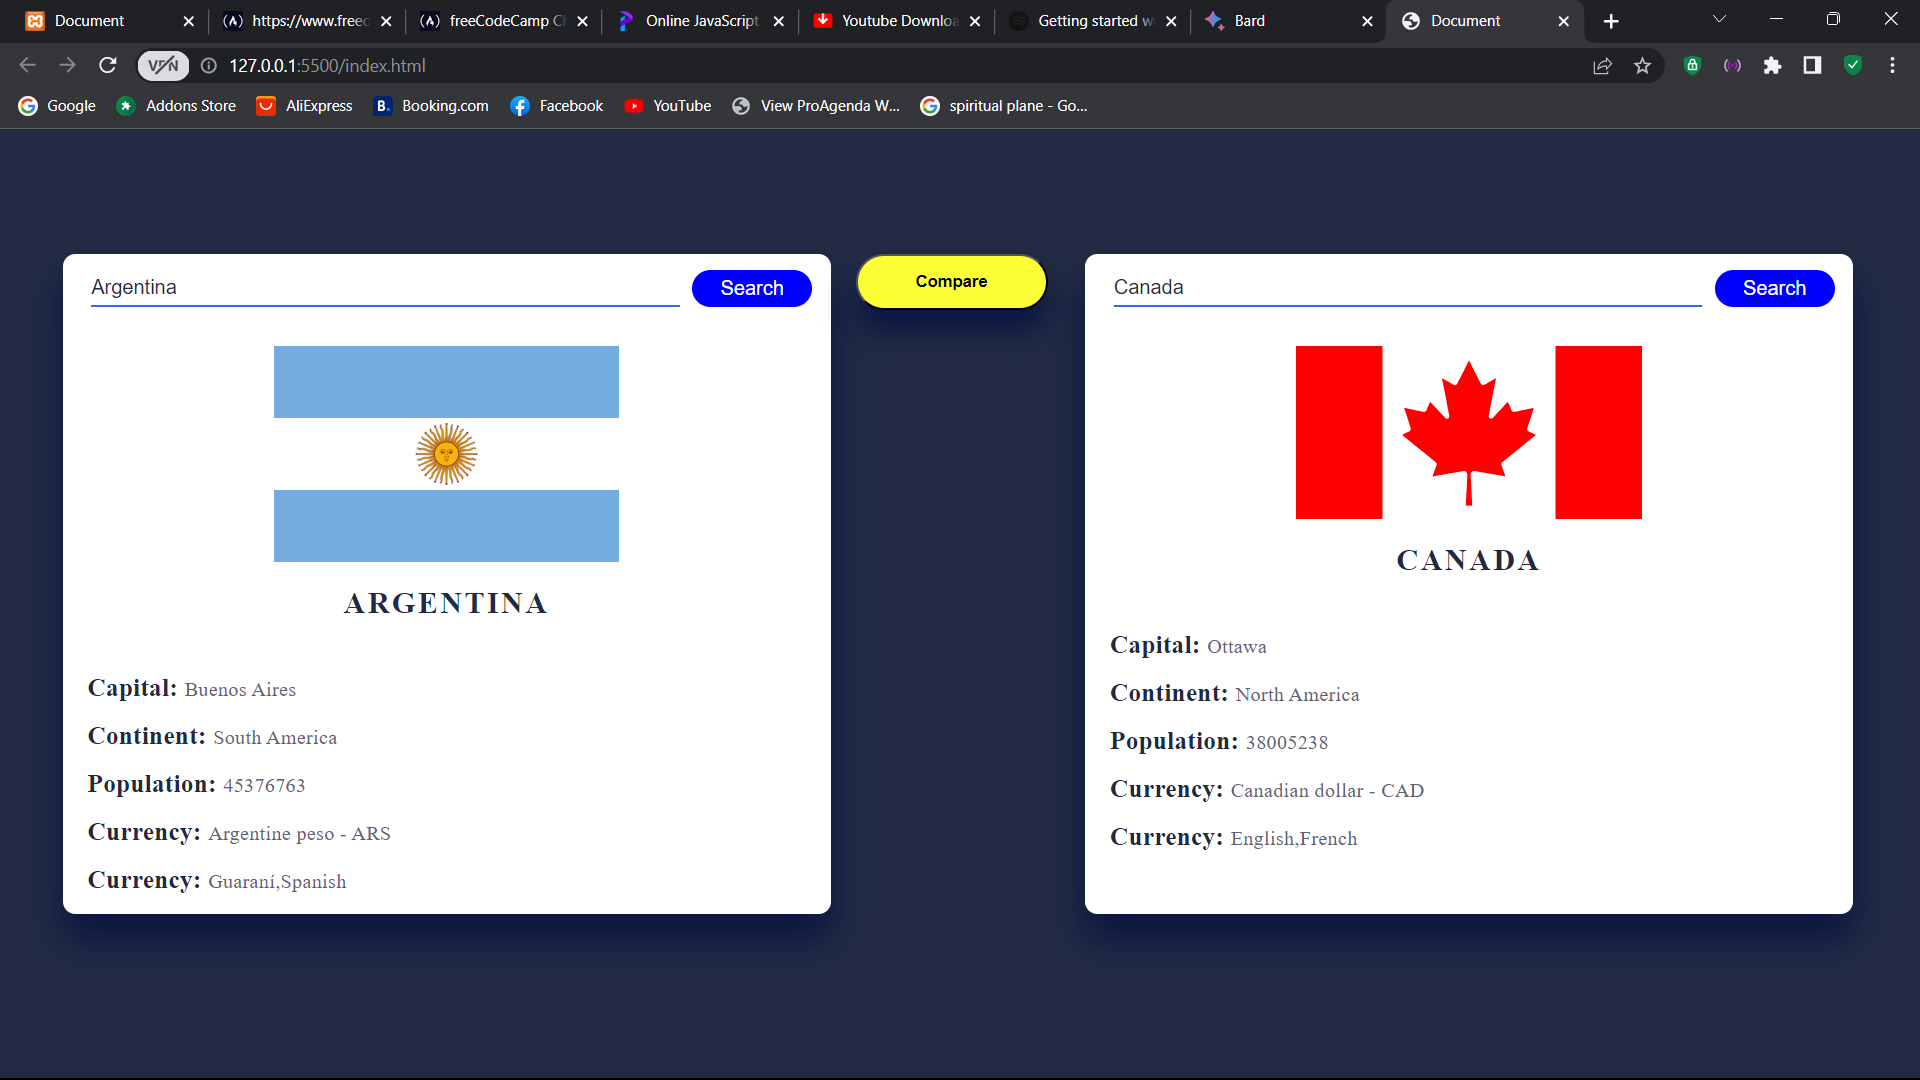 Document
https://www.freec
freeCodeCamp C
Online JavaScript
Youtube Downloa
Getting started w
Bard
Document
VPN
127.0.0.1:5500/index.html
Google
Addons Store
AliExpress
B.
Booking.com
Facebook
YouTube
View ProAgenda W...
spiritual plane - Go...
Argentina
Search
ARGENTINA
Capital: Buenos Aires
Continent: South America
Population: 45376763
Currency: Argentine peso - ARS
Currency: Guaraní,Spanish
Compare
Canada
Search
CANADA
Capital: Ottawa
Continent: North America
Population: 38005238
Currency: Canadian dollar - CAD
Currency: English,French